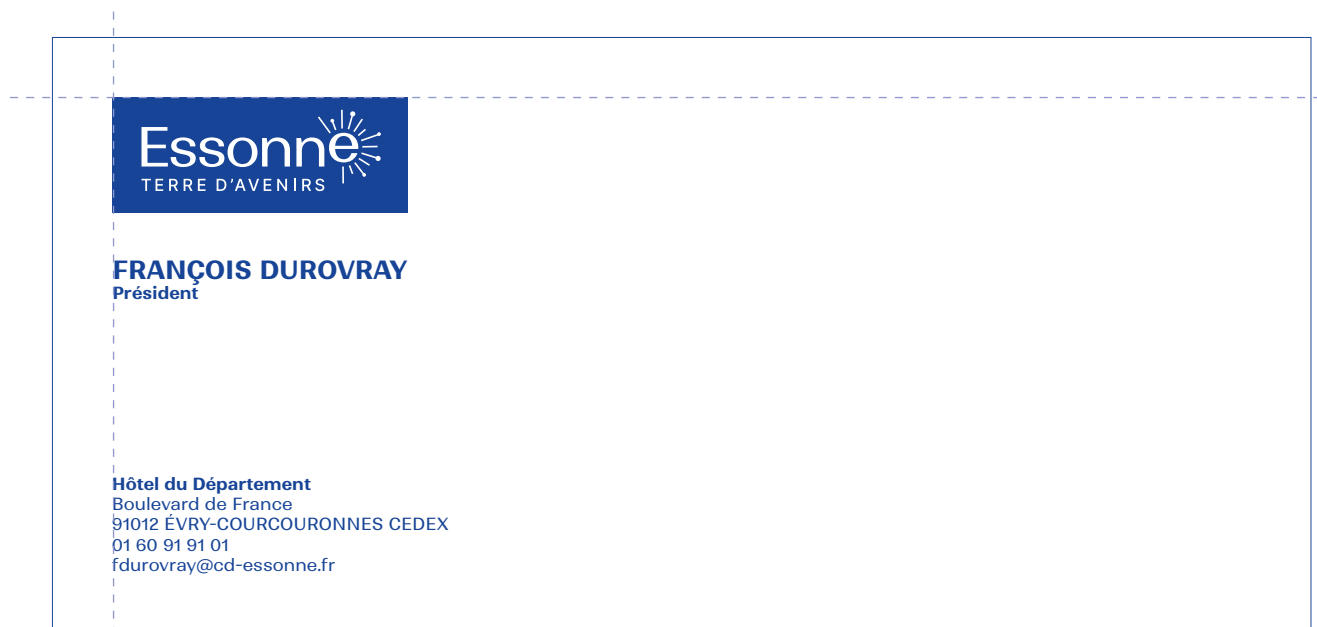 Essonne
TERRE D'AVENIRS
FRANÇOIS DUROVRAY
Président
Hôtel du Département
Boulevard de France
91012 ÉVRY-COURCOURONNES CEDEX
01 60 91 91 01
fdurovray@cd-essonne.fr